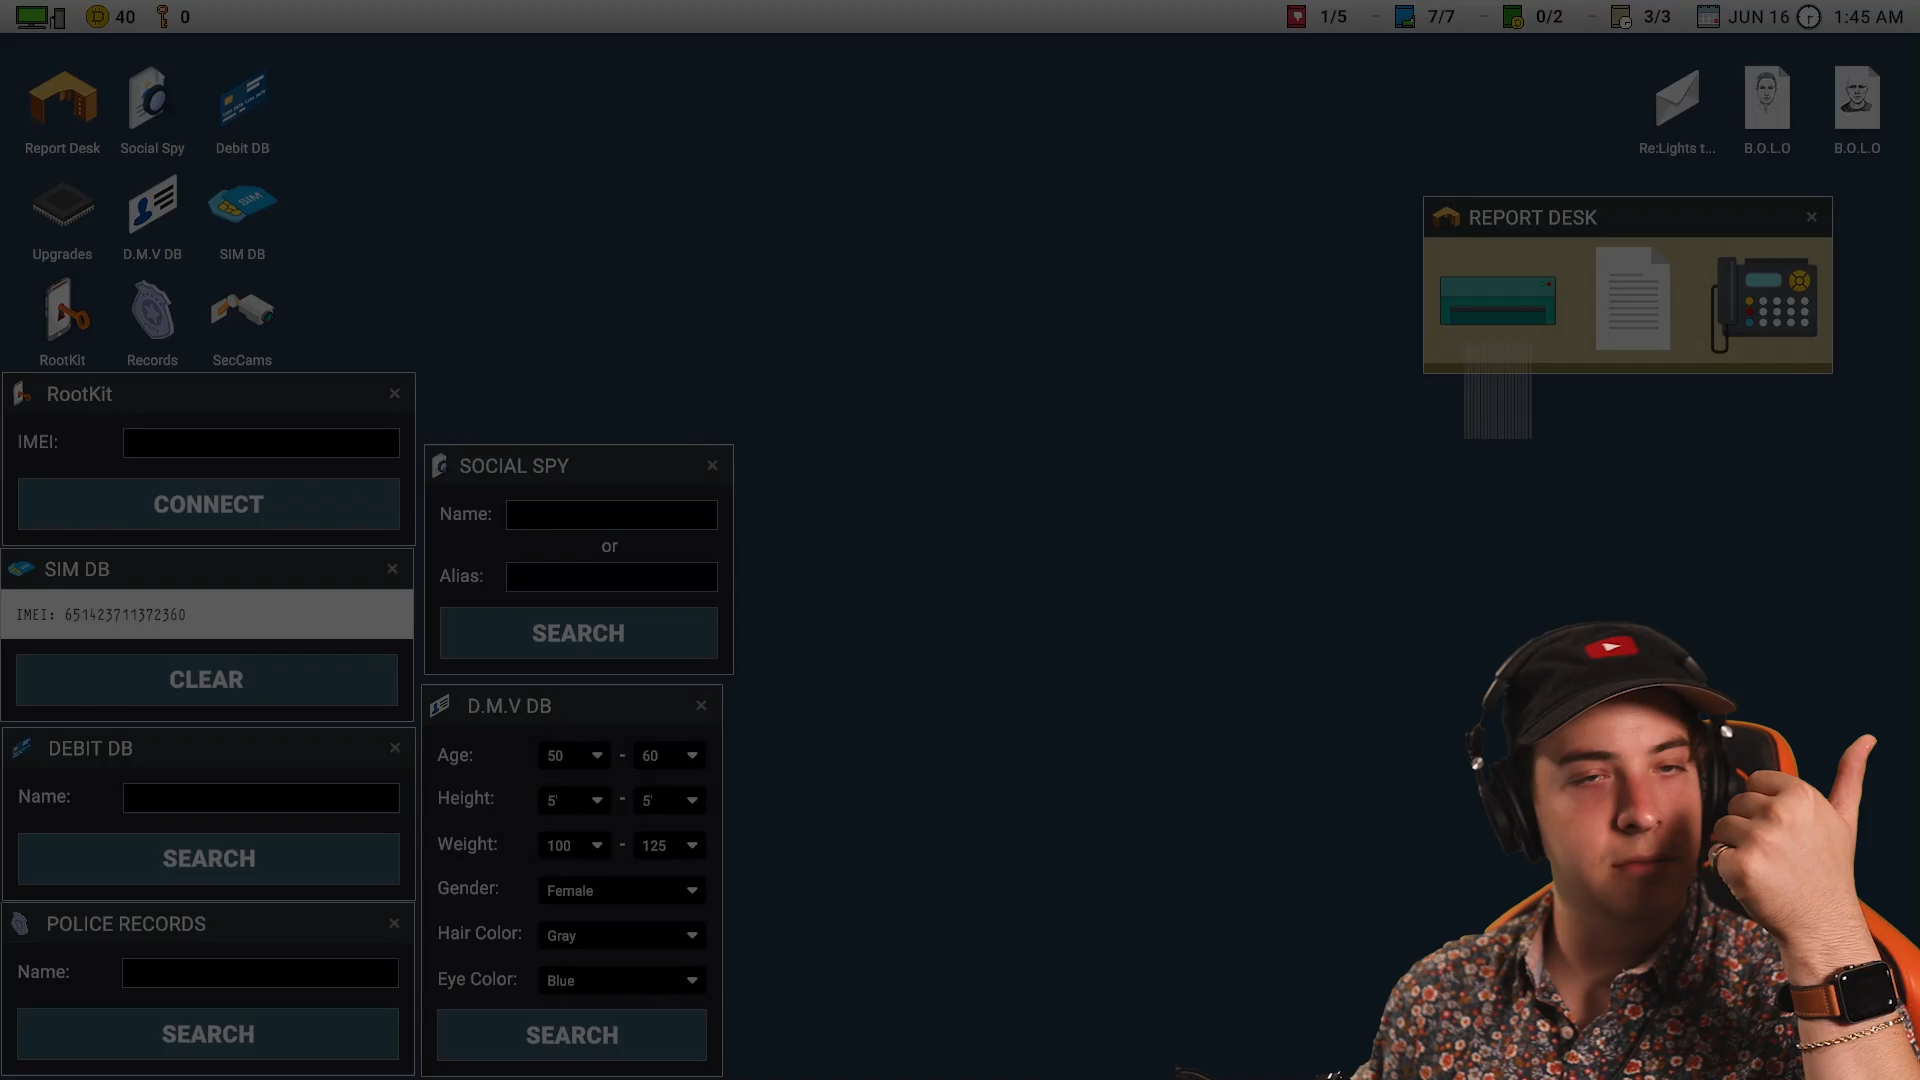 40
0
1/5
7/7
0/2
3/3
JUN 16
1:45 AM
Report Desk
Social Spy
Debit DB
Upgrades
D.M.V DB
SIM DB
RootKit
Records
SecCams
Re:Lights t...
B.O.L.O
B.O.L.O
REPORT DESK
RootKit
IMEI:
CONNECT
SIM DB
IMEI: 651423711372360
CLEAR
DEBIT DB
Name:
SEARCH
POLICE RECORDS
Name:
SEARCH
SOCIAL SPY
Name:
or
Alias:
SEARCH
D.M.V DB
Age: 50 - 60
Height: 5' - 5'
Weight: 100 - 125
Gender: Female
Hair Color: Gray
Eye Color: Blue
SEARCH